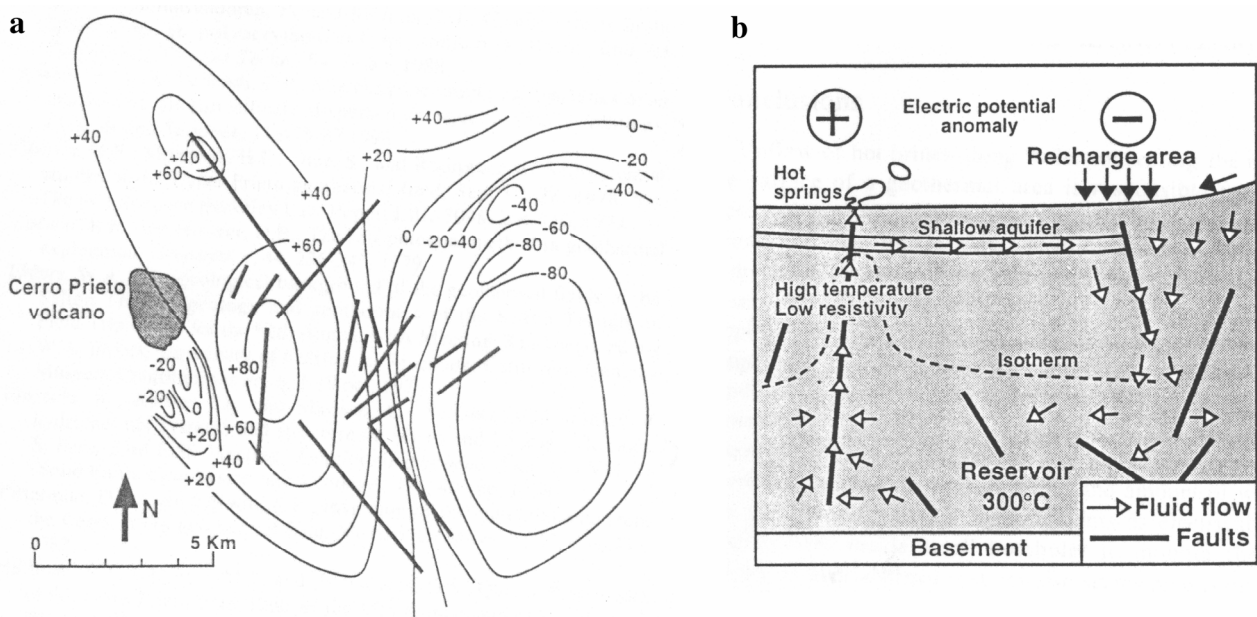 a
+40
+40
+20
0
-20
-40
+40
+40
+60
+40
-40
0
-20
-40
-60
-80
-80
+60
Cerro Prieto
volcano
+80
-20
-20
0
+20
+60
+40
+20
N
0
5 Km
b
+
Electric potential
anomaly
−
Recharge area
Hot
springs
Shallow aquifer
High temperature
Low resistivity
Isotherm
Reservoir
300°C
Fluid flow
Faults
Basement